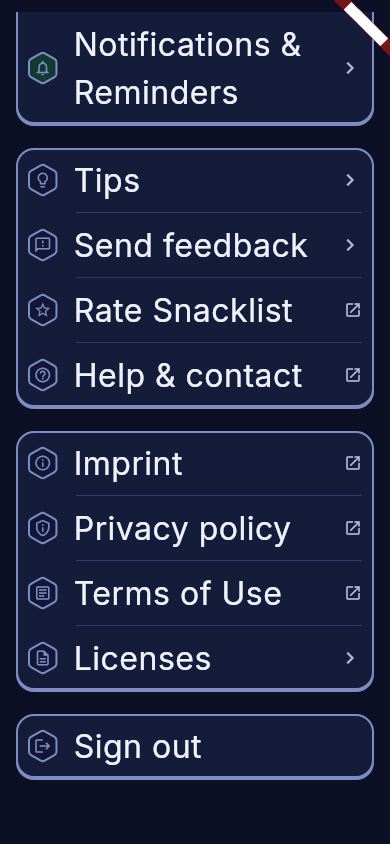 Notifications &
Reminders
Tips
Send feedback
Rate Snacklist
Help & contact
Imprint
Privacy policy
Terms of Use
Licenses
Sign out